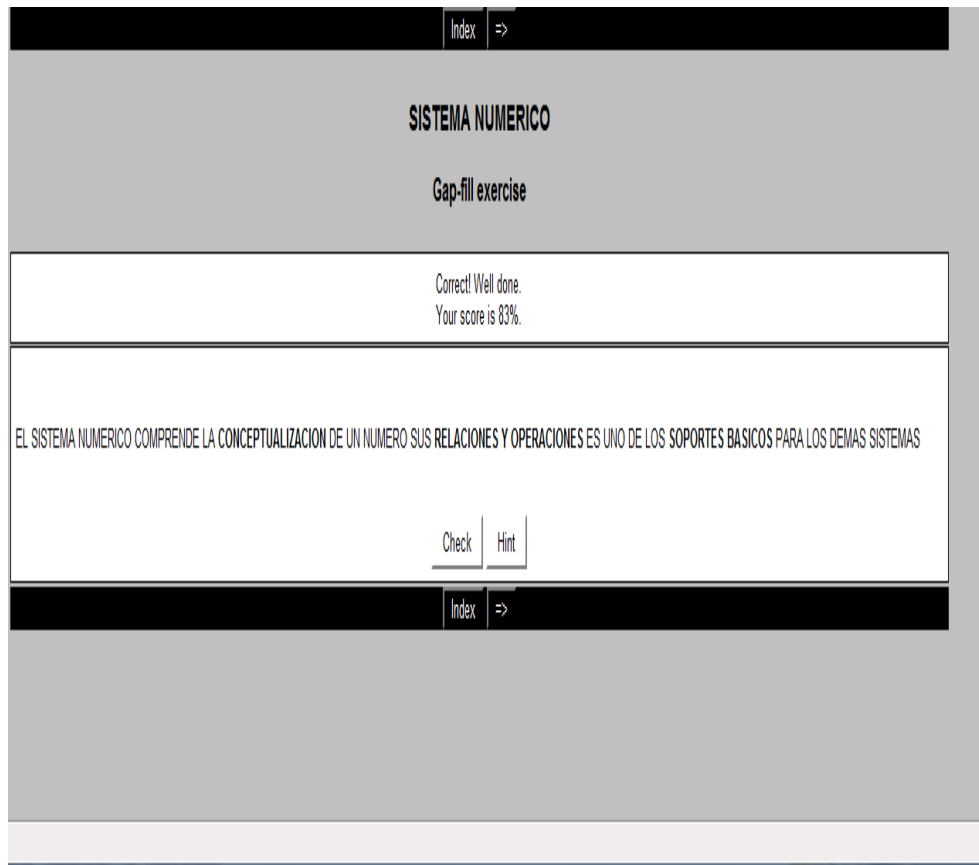 Index =>
SISTEMA NUMERICO
Gap-fill exercise
Correct! Well done.
Your score is 83%.
EL SISTEMA NUMERICO COMPRENDE LA CONCEPTUALIZACION DE UN NUMERO SUS RELACIONES Y OPERACIONES ES UNO DE LOS SOPORTES BASICOS PARA LOS DEMAS SISTEMAS
Check Hint
Index =>